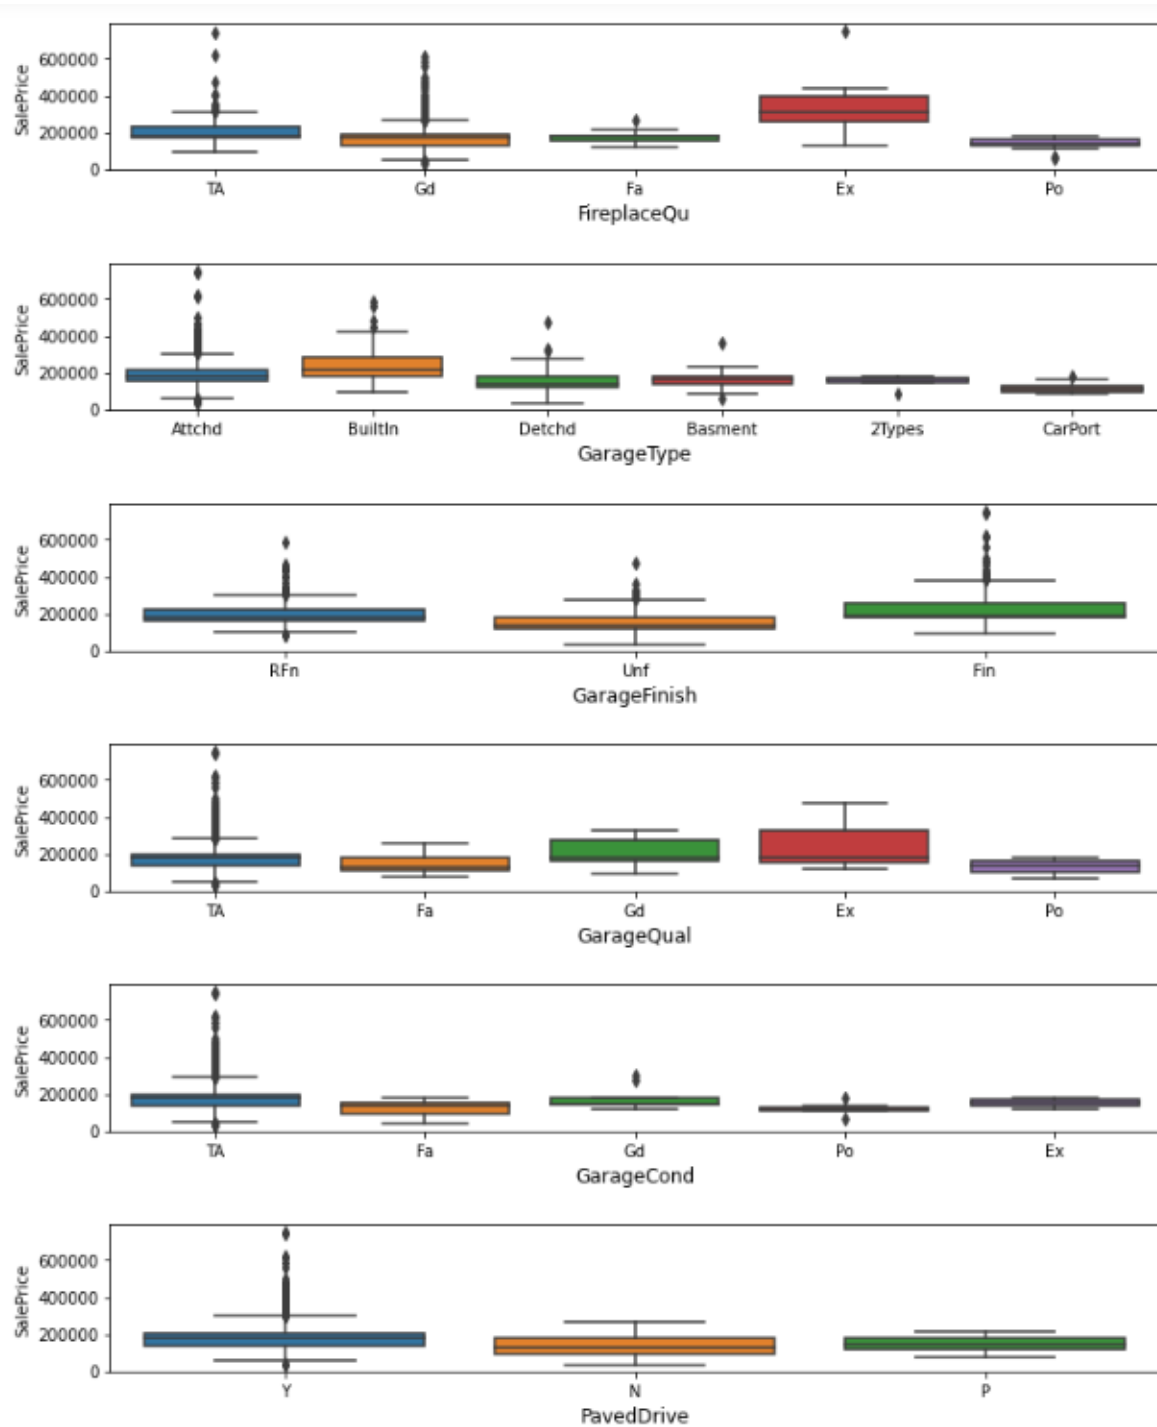 600000
400000
200000
0
SalePrice
TA Gd Fa Ex Po
FireplaceQu
600000
400000
200000
0
SalePrice
Attchd BuiltIn Detchd Basment 2Types CarPort
GarageType
600000
400000
200000
0
SalePrice
RFn Unf Fin
GarageFinish
600000
400000
200000
0
SalePrice
TA Fa Gd Ex Po
GarageQual
600000
400000
200000
0
SalePrice
TA Fa Gd Po Ex
GarageCond
600000
400000
200000
0
SalePrice
Y N P
PavedDrive